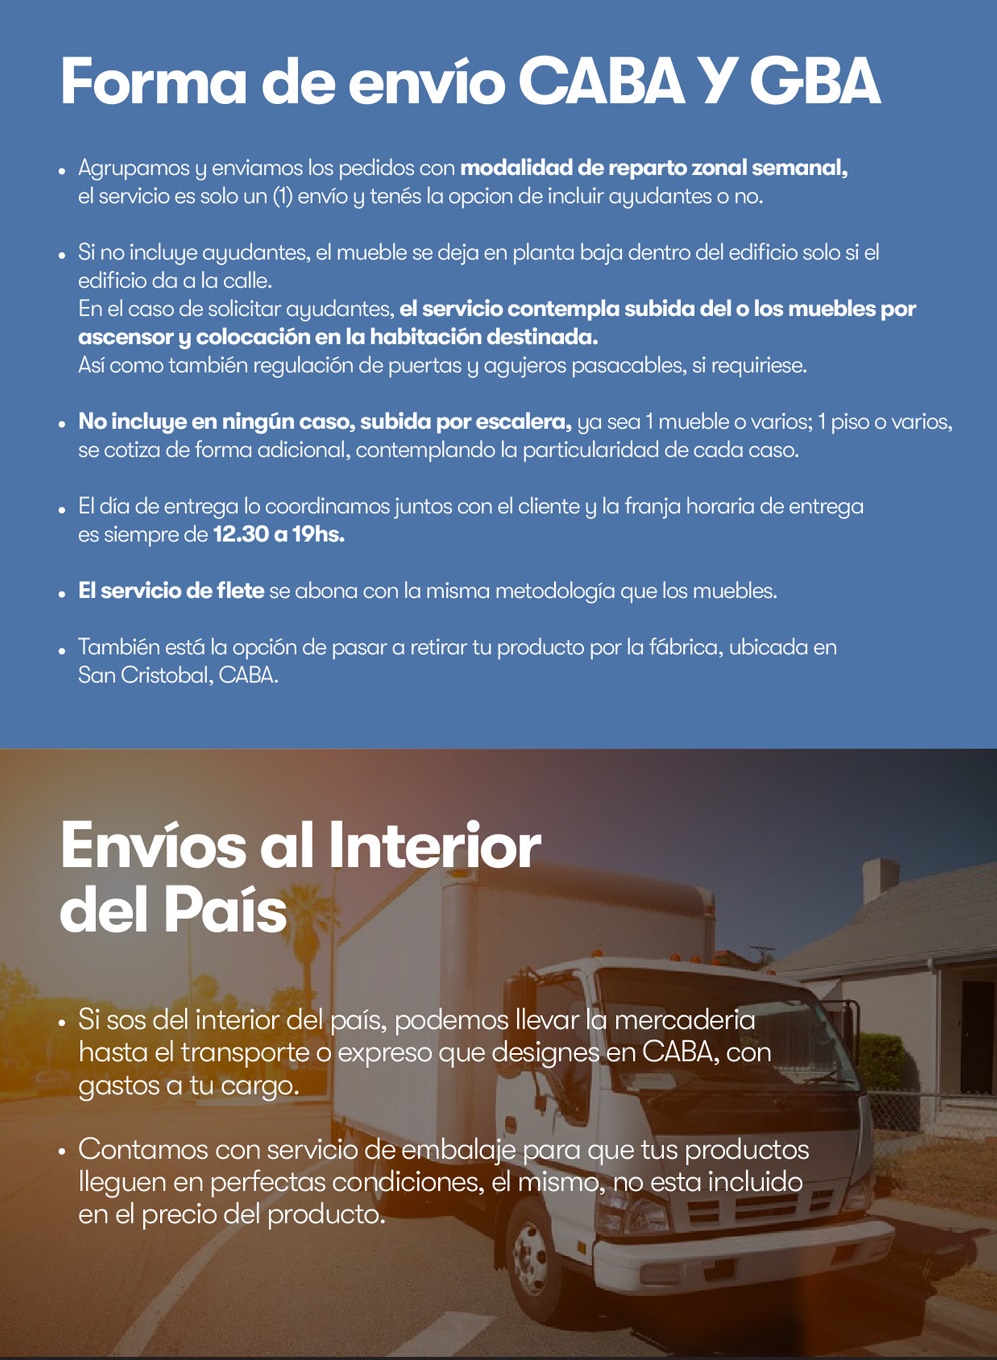 Forma de envío CABA Y GBA
• Agrupamos y enviamos los pedidos con modalidad de reparto zonal semanal,
el servicio es solo un (1) envío y tenés la opcion de incluir ayudantes o no.
• Si no incluye ayudantes, el mueble se deja en planta baja dentro del edificio solo si el
edificio da a la calle.
En el caso de solicitar ayudantes, el servicio contempla subida del o los muebles por
ascensor y colocación en la habitación destinada.
Así como también regulación de puertas y agujeros pasacables, si requiriese.
• No incluye en ningún caso, subida por escalera, ya sea 1 mueble o varios; 1 piso o varios,
se cotiza de forma adicional, contemplando la particularidad de cada caso.
• El día de entrega lo coordinamos juntos con el cliente y la franja horaria de entrega
es siempre de 12.30 a 19hs.
• El servicio de flete se abona con la misma metodología que los muebles.
• También está la opción de pasar a retirar tu producto por la fábrica, ubicada en
San Cristobal, CABA.
Envíos al Interior
del País
• Si sos del interior del país, podemos llevar la mercaderia
hasta el transporte o expreso que designes en CABA, con
gastos a tu cargo.
• Contamos con servicio de embalaje para que tus productos
lleguen en perfectas condiciones, el mismo, no esta incluido
en el precio del producto.